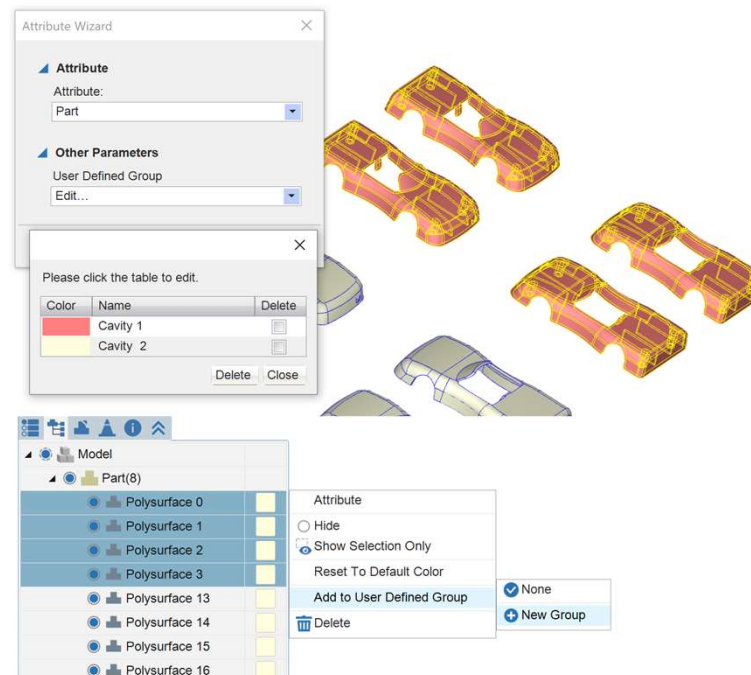 Attribute Wizard
Attribute
Attribute:
Part
Other Parameters
User Defined Group
Edit...
Please click the table to edit.
Color Name Delete
Cavity 1
Cavity 2
Delete Close
Model
Part(8)
Polysurface 0
Polysurface 1
Polysurface 2
Polysurface 3
Polysurface 13
Polysurface 14
Polysurface 15
Polysurface 16
Attribute
Hide
Show Selection Only
Reset To Default Color
Add to User Defined Group
Delete
None
New Group